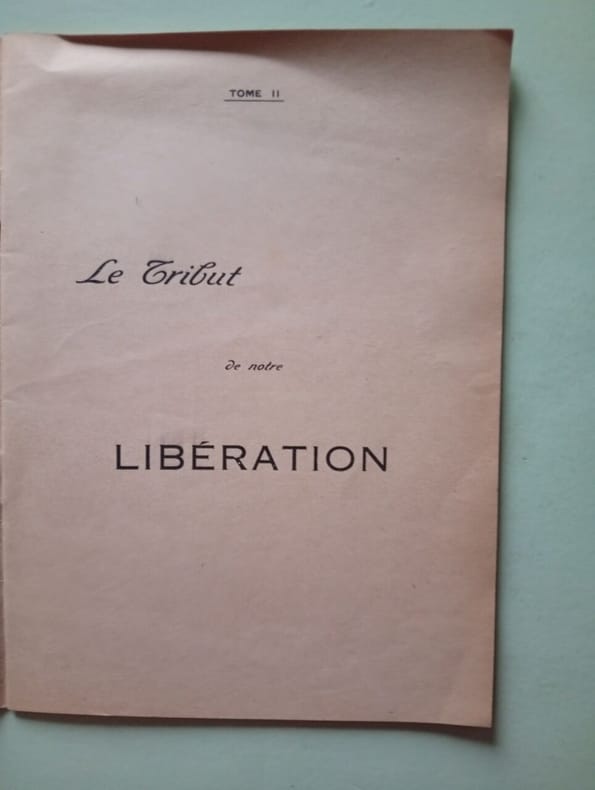 TOME II
Le Tribut
de notre
LIBÉRATION